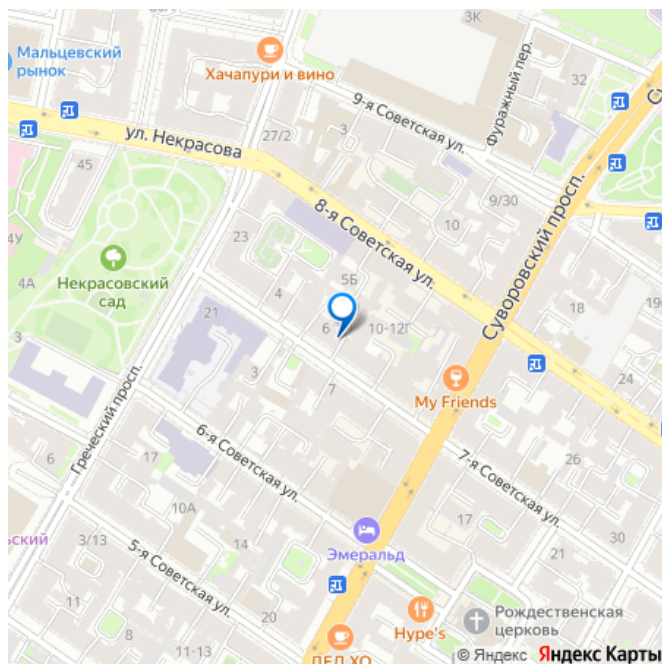 3К
Мальцевский
рынок
Хачапури и вино
Фуражный пер.
32
9-я Советская ул.
3
27/2
ул. Некрасова
45
9/30
8-я Советская ул.
10
Суворовский просп.
23
4У
4А
Некрасовский
сад
5Б
4
18
19
21
6
10-12Г
3
3
My Friends
24
7
Греческий просп.
6-я Советская ул.
7-я Советская ул.
26
6
17
10А
17
Эмеральд
21
30
3/13
14
5-я Советская ул.
11
20
Hype's
Рождественская
церковь
8
11-13
© Яндекс Яндекс Карты